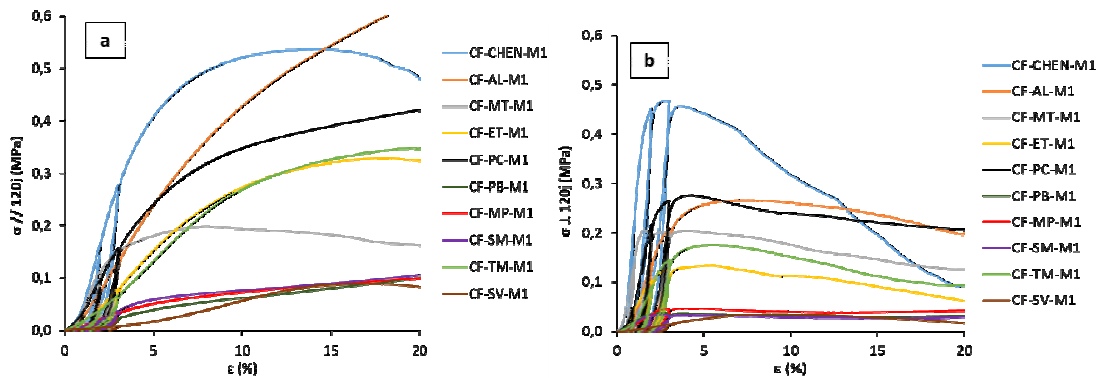 a
σ // 120j (MPa)
0,6
0,5
0,4
0,3
0,2
0,1
0,0
0
5
10
15
20
ε (%)
CF-CHEN-M1
CF-AL-M1
CF-MT-M1
CF-ET-M1
CF-PC-M1
CF-PB-M1
CF-MP-M1
CF-SM-M1
CF-TM-M1
CF-SV-M1
b
σ ⊥ 120j (MPa)
0,6
0,5
0,4
0,3
0,2
0,1
0,0
0
5
10
15
20
ε (%)
CF-CHEN-M1
CF-AL-M1
CF-MT-M1
CF-ET-M1
CF-PC-M1
CF-PB-M1
CF-MP-M1
CF-SM-M1
CF-TM-M1
CF-SV-M1